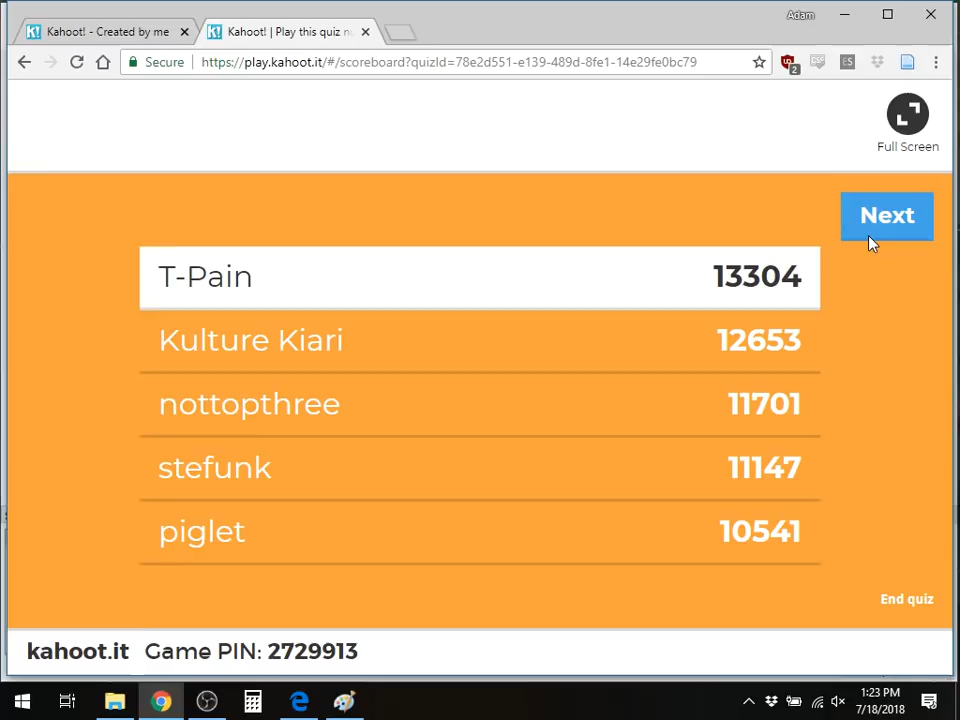 Adam
K! Kahoot! - Created by me
K! Kahoot! | Play this quiz n
Secure https://play.kahoot.it/#/scoreboard?quizId=78e2d551-e139-489d-8fe1-14e29fe0bc79
2
ES
Full Screen
Next
T-Pain 13304
Kulture Kiari 12653
nottopthree 11701
stefunk 11147
piglet 10541
End quiz
kahoot.it Game PIN: 2729913
1:23 PM
7/18/2018